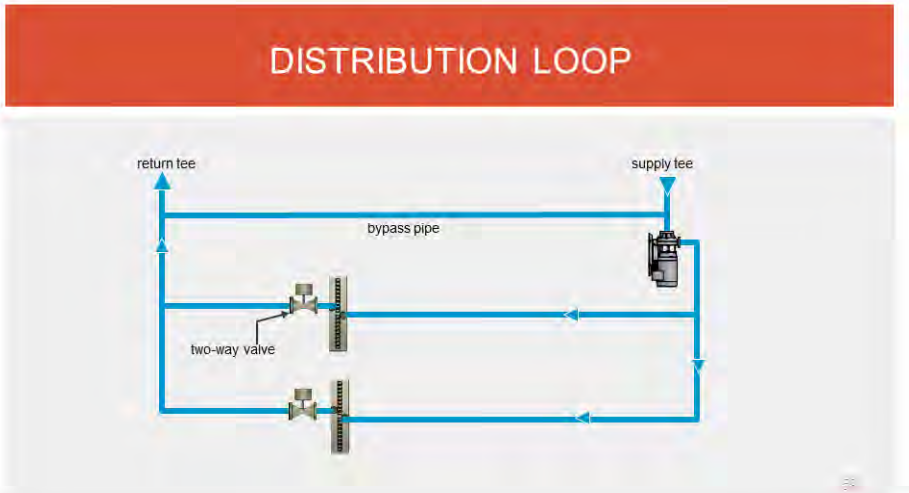 DISTRIBUTION LOOP
return tee
supply tee
bypass pipe
two-way valve